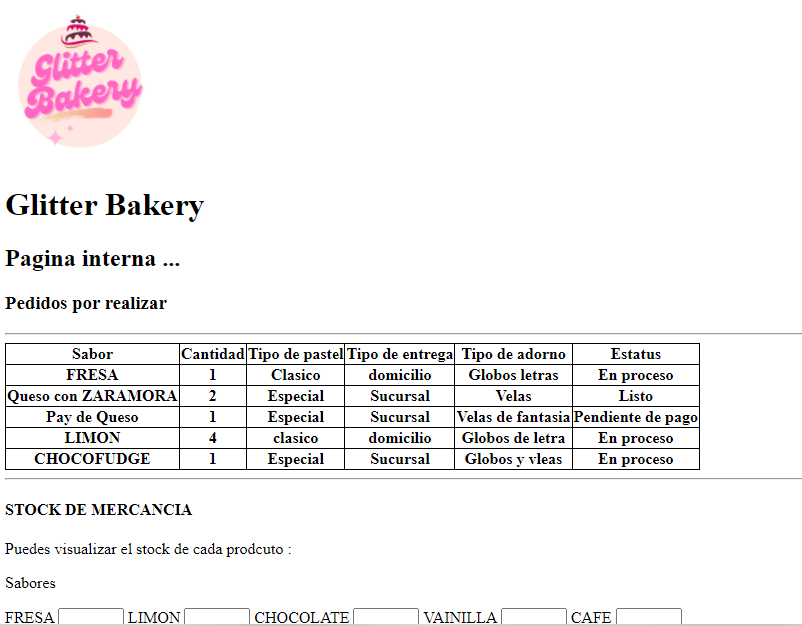 Glitter
Bakery
Glitter Bakery
Pagina interna ...
Pedidos por realizar
Sabor Cantidad Tipo de pastel Tipo de entrega Tipo de adorno Estatus
FRESA 1 Clasico domicilio Globos letras En proceso
Queso con ZARAMORA 2 Especial Sucursal Velas Listo
Pay de Queso 1 Especial Sucursal Velas de fantasia Pendiente de pago
LIMON 4 clasico domicilio Globos de letra En proceso
CHOCOFUDGE 1 Especial Sucursal Globos y vleas En proceso
STOCK DE MERCANCIA
Puedes visualizar el stock de cada prodcuto :
Sabores
FRESA LIMON CHOCOLATE VAINILLA CAFE